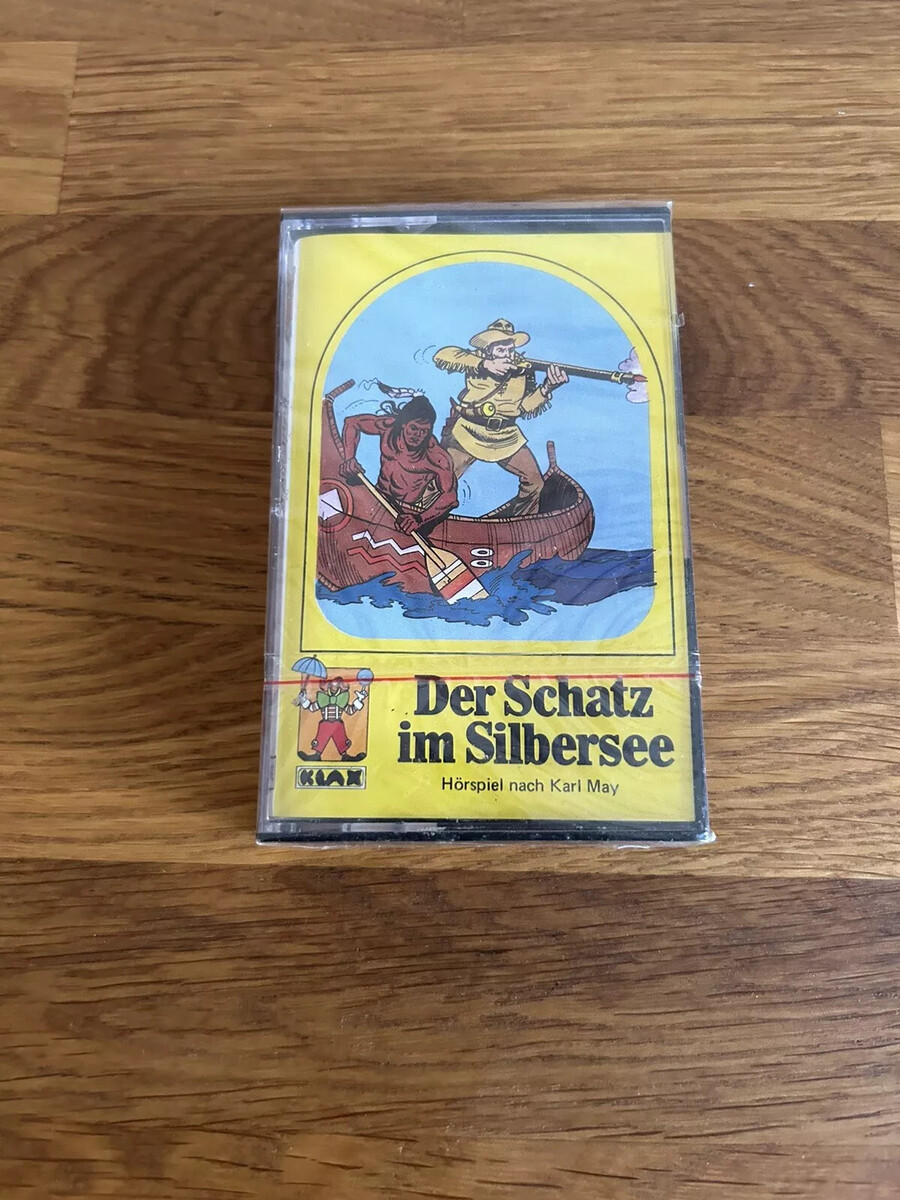 Der Schatz
im Silbersee
Hörspiel nach Karl May
KLAX